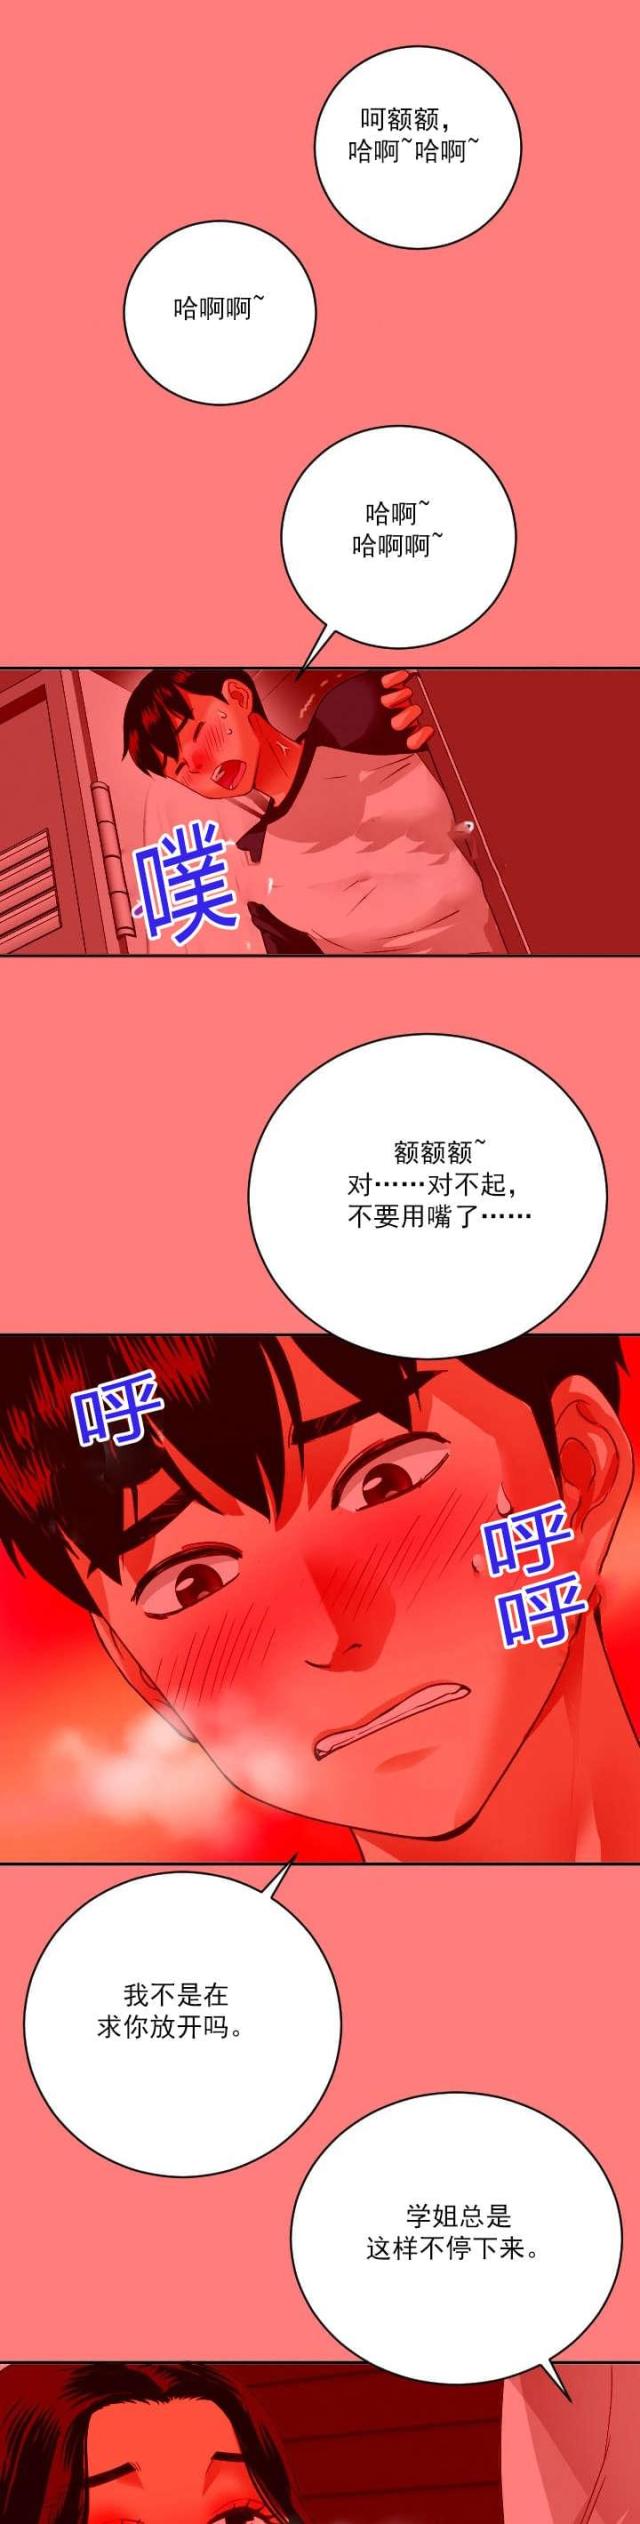 呵额额，
哈啊~哈啊~
哈啊啊~
哈啊~
哈啊啊~
噗
额额额~
对······对不起，
不要用嘴了······
呼
呼
呼
我不是在
求你放开吗。
学姐总是
这样不停下来。